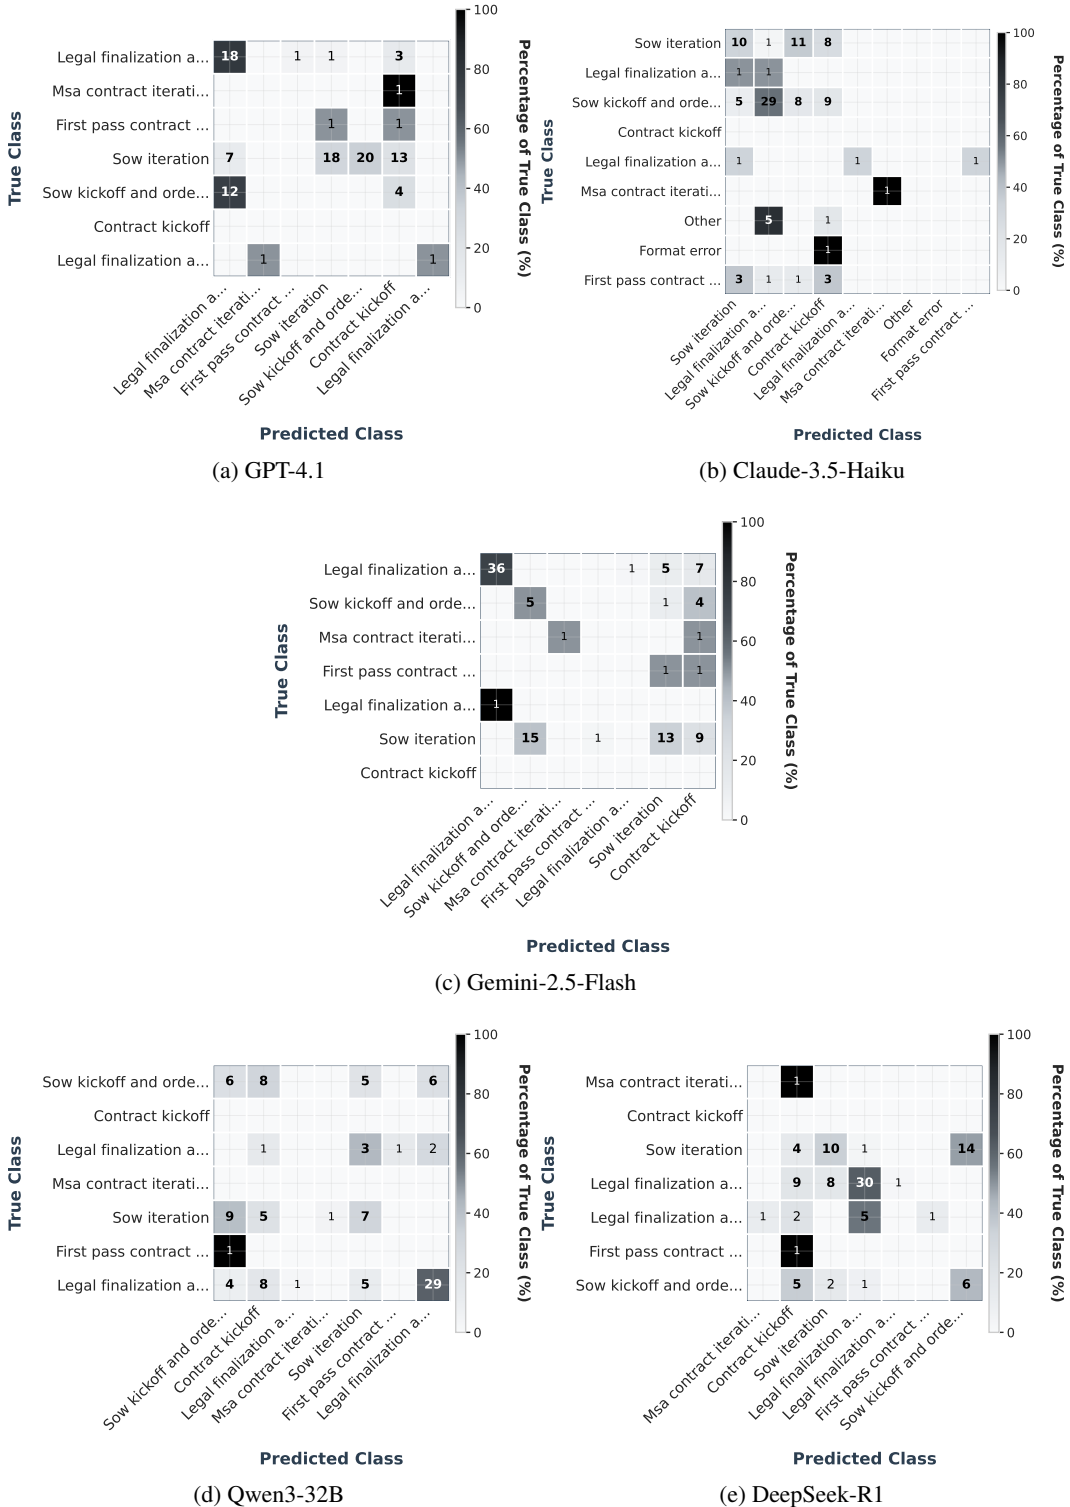 Legal finalization a...
Msa contract iterati...
First pass contract ...
Sow iteration
Sow kickoff and orde...
Contract kickoff
Legal finalization a...
True Class
18 1 1 3
1
1 1
7 18 20 13
12 4
1 1
Legal finalization a...
Msa contract iterati...
First pass contract ...
Sow iteration
Sow kickoff and orde...
Contract kickoff
Legal finalization a...
Predicted Class
100
80
60
40
20
0
Percentage of True Class (%)
(a) GPT-4.1
Sow iteration
Legal finalization a...
Sow kickoff and orde...
Contract kickoff
Legal finalization a...
Msa contract iterati...
Other
Format error
First pass contract ...
True Class
10 1 11 8
1 1
5 29 8 9
1 1 1
1
5 1
1
3 1 1 3
Sow iteration
Legal finalization a...
Sow kickoff and orde...
Contract kickoff
Legal finalization a...
Msa contract iterati...
Other
Format error
First pass contract ...
Predicted Class
100
80
60
40
20
0
Percentage of True Class (%)
(b) Claude-3.5-Haiku
Legal finalization a...
Sow kickoff and orde...
Msa contract iterati...
First pass contract ...
Legal finalization a...
Sow iteration
Contract kickoff
True Class
36 1 5 7
5 1 4
1 1
1 1
1
15 1 13 9
Legal finalization a...
Sow kickoff and orde...
Msa contract iterati...
First pass contract ...
Legal finalization a...
Sow iteration
Contract kickoff
Predicted Class
100
80
60
40
20
0
Percentage of True Class (%)
(c) Gemini-2.5-Flash
Sow kickoff and orde...
Contract kickoff
Legal finalization a...
Msa contract iterati...
Sow iteration
First pass contract ...
Legal finalization a...
True Class
6 8 5 6
1 3 1 2
9 5 1 7
1
4 8 1 5 29
Sow kickoff and orde...
Contract kickoff
Legal finalization a...
Msa contract iterati...
Sow iteration
First pass contract ...
Legal finalization a...
Predicted Class
100
80
60
40
20
0
Percentage of True Class (%)
(d) Qwen3-32B
Msa contract iterati...
Contract kickoff
Sow iteration
Legal finalization a...
Legal finalization a...
First pass contract ...
Sow kickoff and orde...
True Class
1
4 10 1 14
9 8 30 1
1 2 5 1
1
5 2 1 6
Msa contract iterati...
Contract kickoff
Sow iteration
Legal finalization a...
Legal finalization a...
First pass contract ...
Sow kickoff and orde...
Predicted Class
100
80
60
40
20
0
Percentage of True Class (%)
(e) DeepSeek-R1